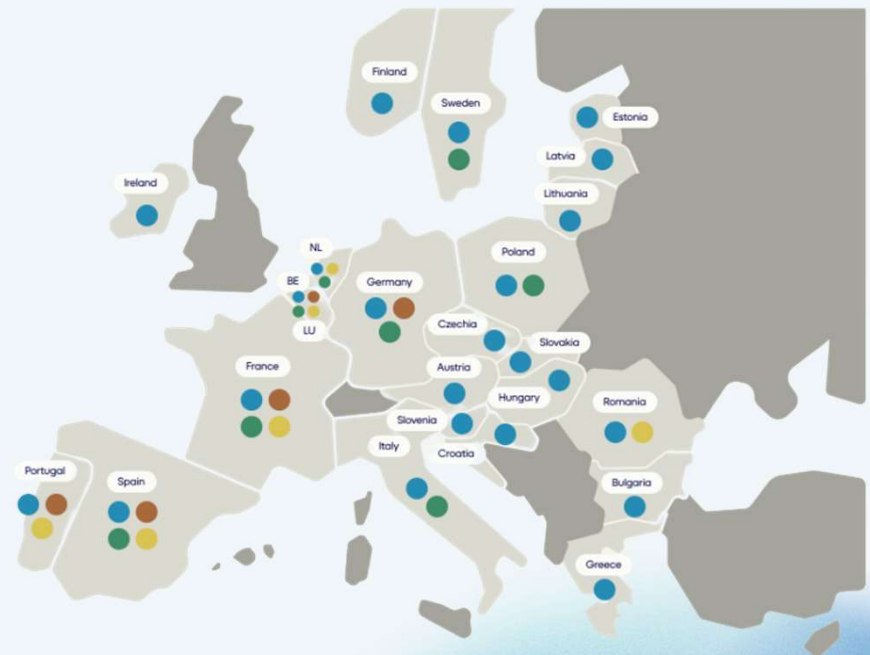 Finland
Sweden
Estonia
Latvia
Lithuania
Ireland
NL
BE
LU
Germany
Poland
Czechia
Slovakia
Austria
Hungary
France
Slovenia
Italy
Croatia
Romania
Bulgaria
Portugal
Spain
Greece